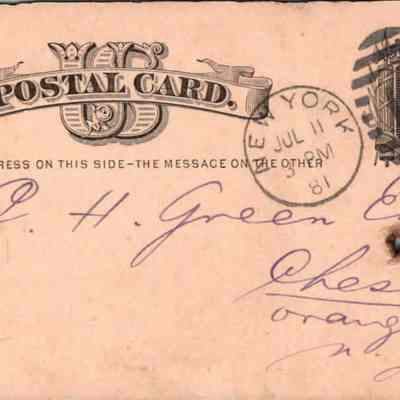 US
POSTAL CARD.
NEW YORK
JUL 11
3 PM
81
RESS ON THIS SIDE–THE MESSAGE ON THE OTHER
H. Green E
Ches
orang
n.